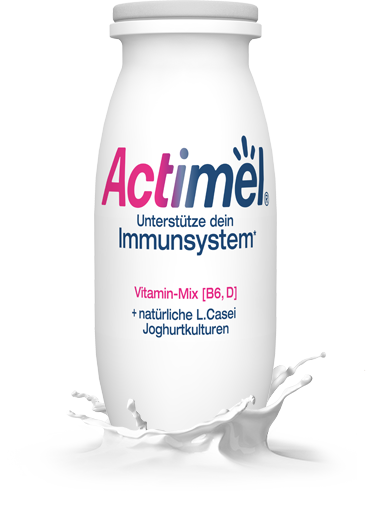 Actimel®
Unterstütze dein
Immunsystem*
Vitamin-Mix [B6, D]
+ natürliche L.Casei
Joghurtkulturen